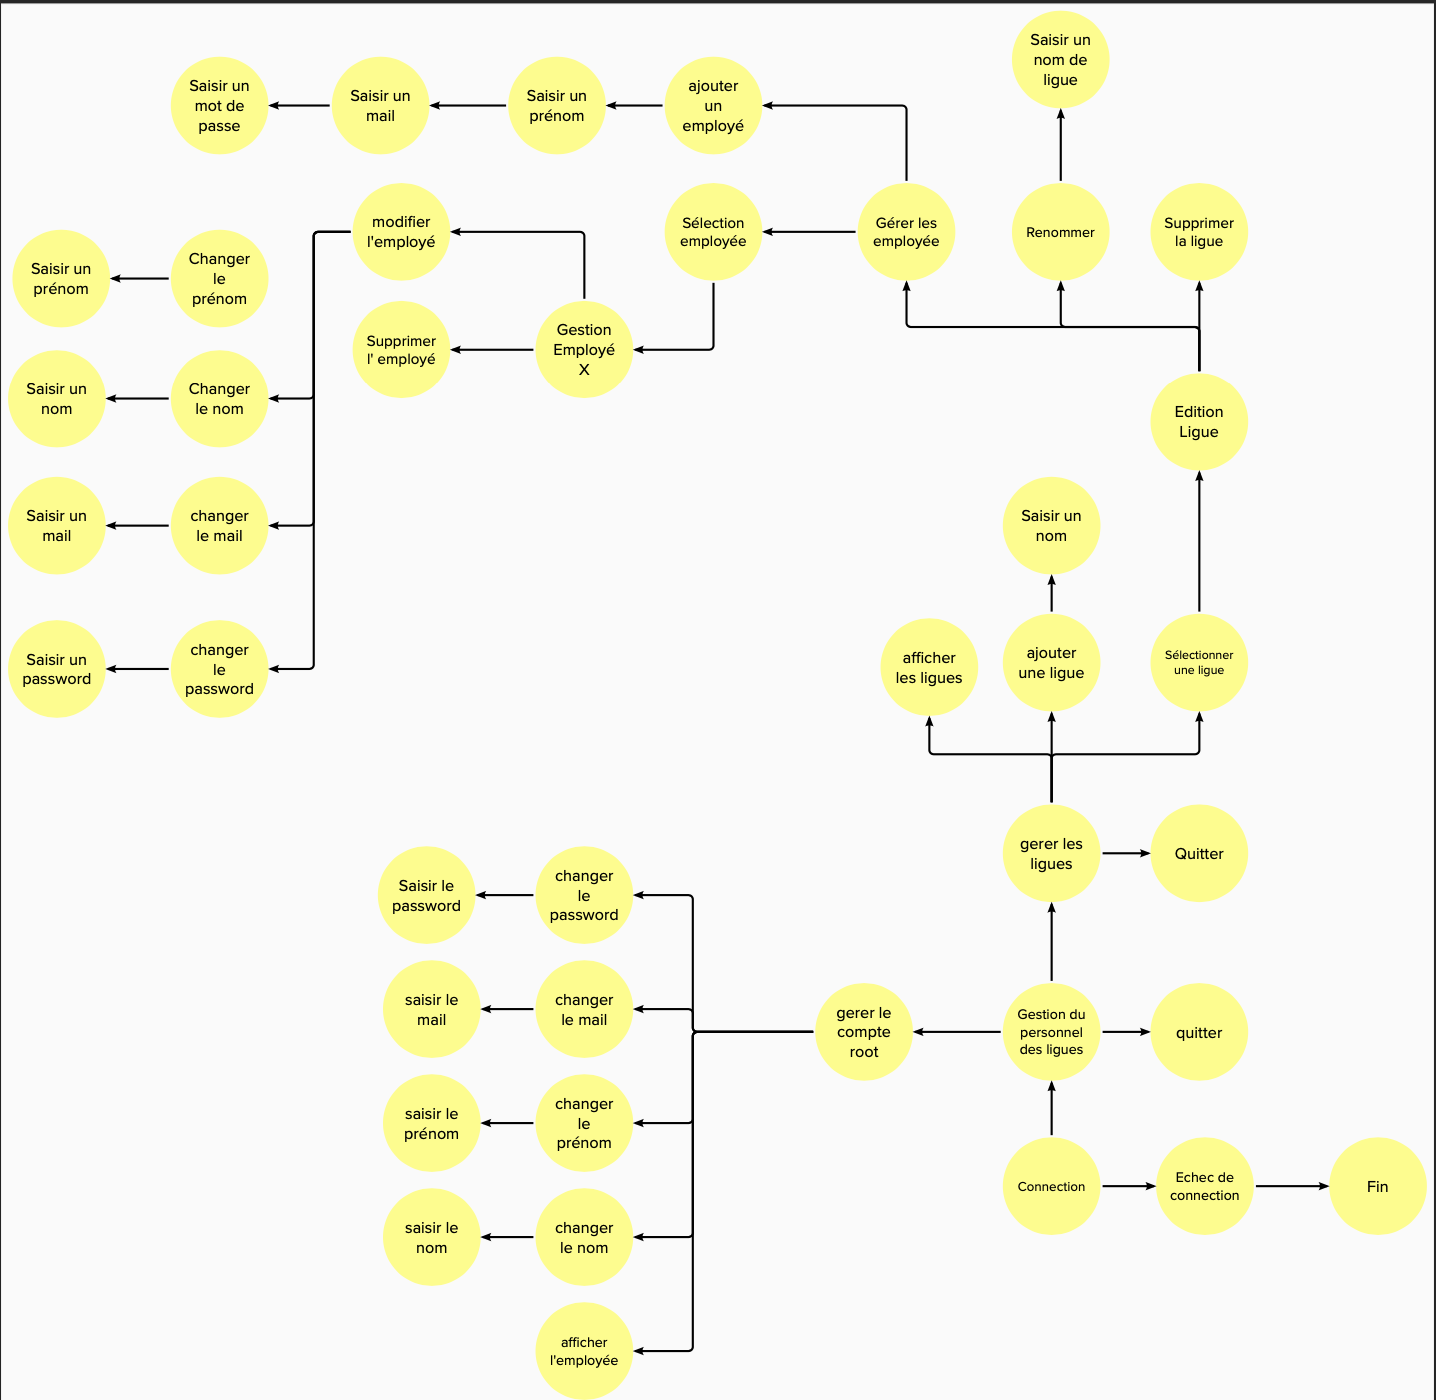 Saisir un
nom de
ligue
Saisir un
mot de
passe
Saisir un
mail
Saisir un
prénom
ajouter
un
employé
modifier
l'employé
Sélection
employée
Gérer les
employée
Renommer
Supprimer
la ligue
Saisir un
prénom
Changer
le
prénom
Supprimer
l' employé
Gestion
Employé
X
Saisir un
nom
Changer
le nom
Edition
Ligue
Saisir un
mail
changer
le mail
Saisir un
nom
Saisir un
password
changer
le
password
afficher
les ligues
ajouter
une ligue
Sélectionner
une ligue
gerer les
ligues
Quitter
Saisir le
password
changer
le
password
saisir le
mail
changer
le mail
gerer le
compte
root
Gestion du
personnel
des ligues
quitter
saisir le
prénom
changer
le
prénom
Connection
Echec de
connection
Fin
saisir le
nom
changer
le nom
afficher
l'employée